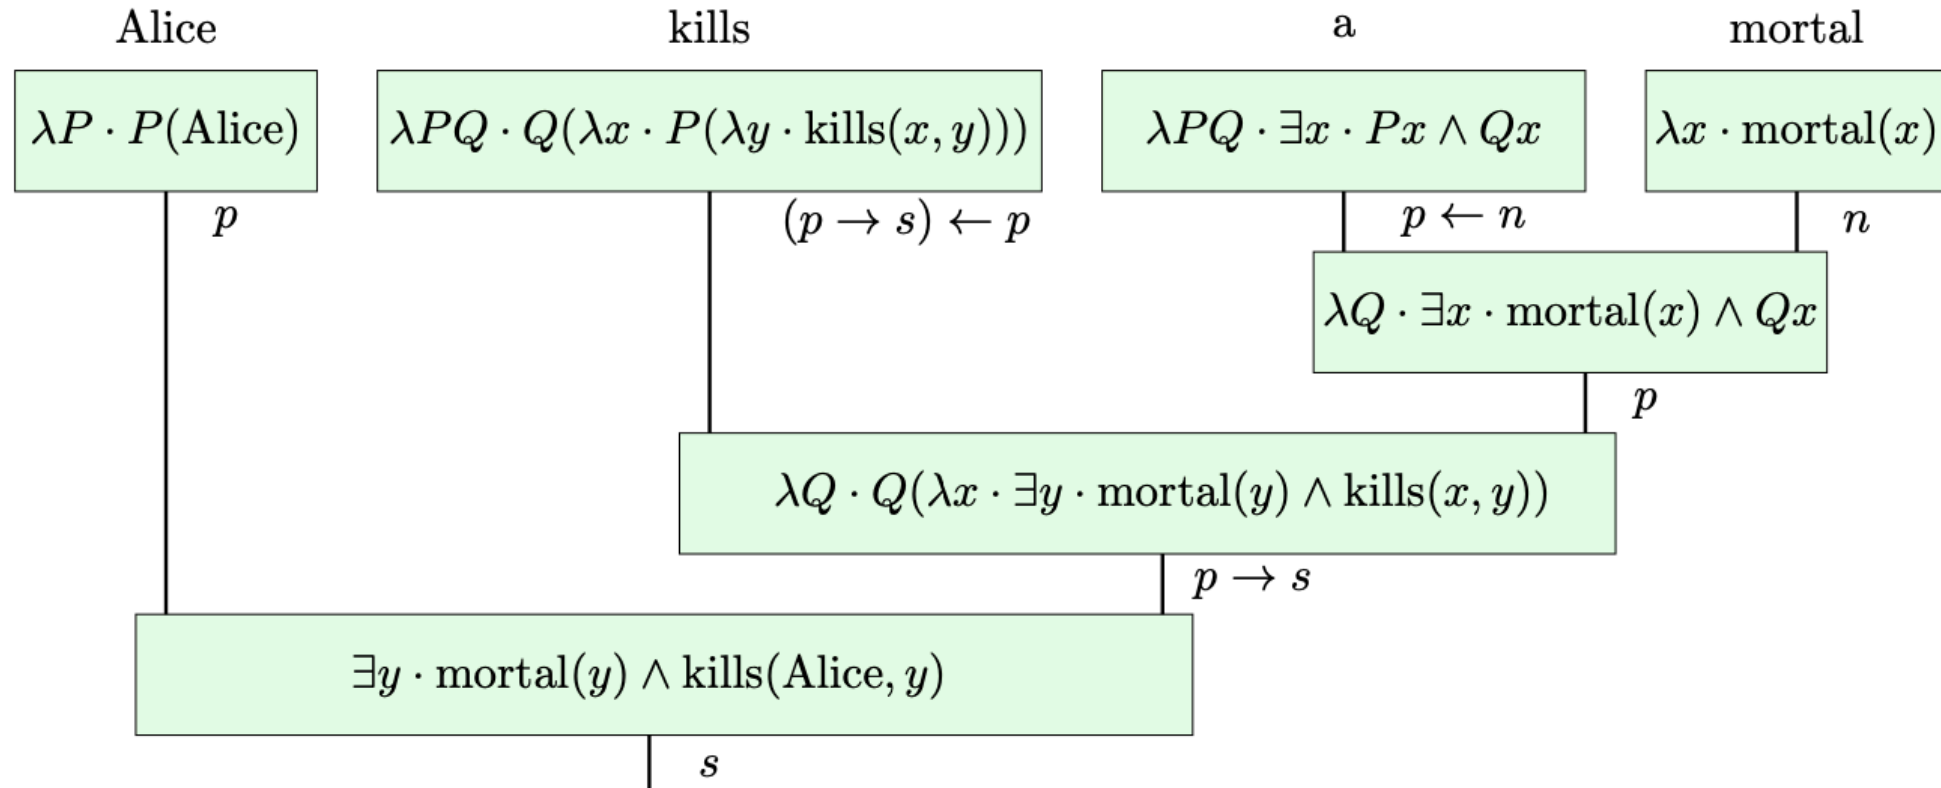 Alice kills a mortal
λP · P(Alice) λPQ · Q(λx · P(λy · kills(x, y))) λPQ · ∃x · Px ∧ Qx λx · mortal(x)
p (p → s) ← p p ← n n
λQ · ∃x · mortal(x) ∧ Qx
p
λQ · Q(λx · ∃y · mortal(y) ∧ kills(x, y))
p → s
∃y · mortal(y) ∧ kills(Alice, y)
s